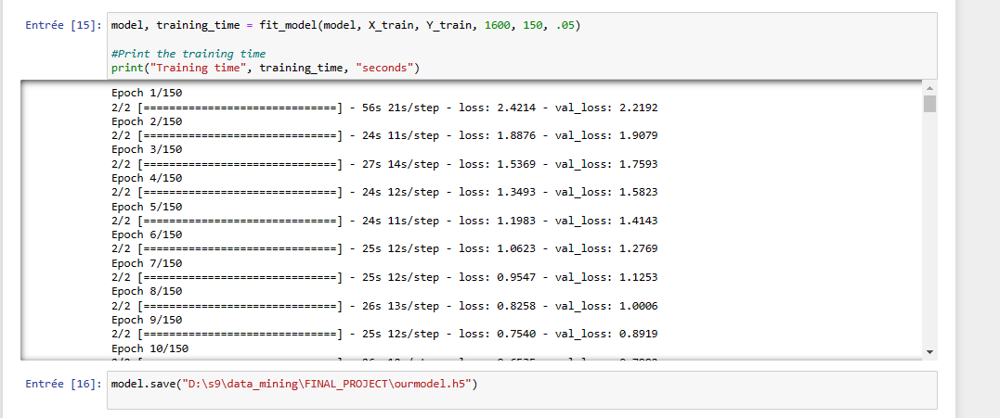 Entrée [15]: model, training_time = fit_model(model, X_train, Y_train, 1600, 150, .05)
#Print the training time
print("Training time", training_time, "seconds")
Epoch 1/150
2/2 [==============================] - 56s 21s/step - loss: 2.4214 - val_loss: 2.2192
Epoch 2/150
2/2 [==============================] - 24s 11s/step - loss: 1.8876 - val_loss: 1.9079
Epoch 3/150
2/2 [==============================] - 27s 14s/step - loss: 1.5369 - val_loss: 1.7593
Epoch 4/150
2/2 [==============================] - 24s 12s/step - loss: 1.3493 - val_loss: 1.5823
Epoch 5/150
2/2 [==============================] - 24s 11s/step - loss: 1.1983 - val_loss: 1.4143
Epoch 6/150
2/2 [==============================] - 25s 12s/step - loss: 1.0623 - val_loss: 1.2769
Epoch 7/150
2/2 [==============================] - 25s 12s/step - loss: 0.9547 - val_loss: 1.1253
Epoch 8/150
2/2 [==============================] - 26s 13s/step - loss: 0.8258 - val_loss: 1.0006
Epoch 9/150
2/2 [==============================] - 25s 12s/step - loss: 0.7540 - val_loss: 0.8919
Epoch 10/150
Entrée [16]: model.save("D:\s9\data_mining\FINAL_PROJECT\ourmodel.h5")